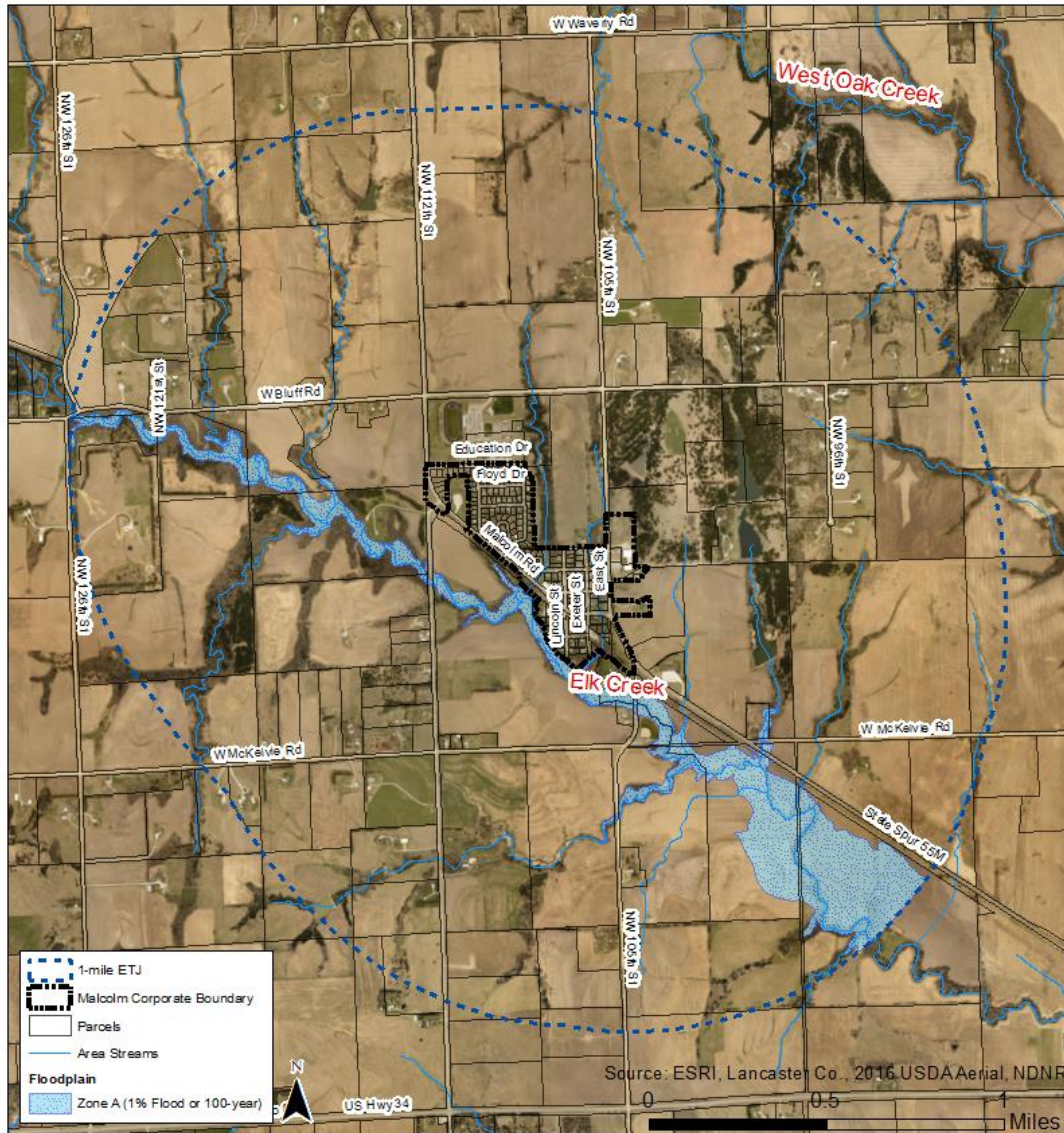 W Waverly Rd
West Oak Creek
NW 126th St
NW 112th St
NW 105th St
W Bluff Rd
NW 121st St
NW 96th St
Education Dr
Floyd Dr
Malcolm Rd
Lincoln St
Exeter St
East St
NW 126th St
Elk Creek
W McKelvie Rd
W McKelvie Rd
State Spur 55M
NW 105th St
1-mile ETJ
Malcolm Corporate Boundary
Parcels
Area Streams
Floodplain
Zone A (1% Flood or 100-year)
N
US Hwy 34
Source: ESRI, Lancaster Co., 2016 USDA Aerial, NDNR
0 0.5 1
Miles